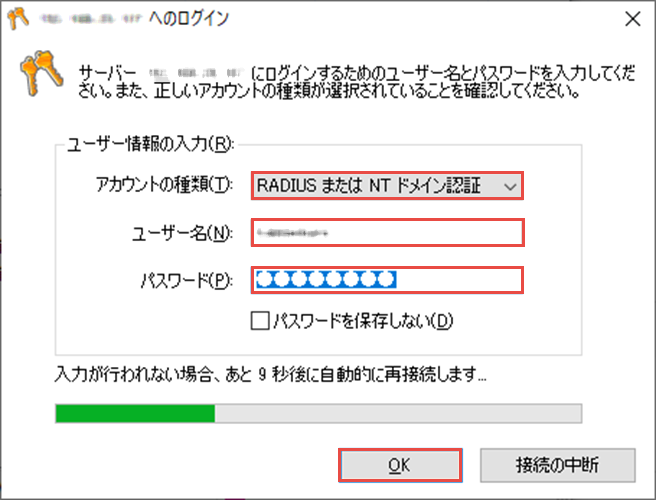 へのログイン
サーバー にログインするためのユーザー名とパスワードを入力してくだ
さい。また、正しいアカウントの種類が選択されていることを確認してください。
ユーザー情報の入力(R):
アカウントの種類(T): RADIUS または NT ドメイン認証
ユーザー名(N):
パスワード(P):
パスワードを保存しない(D)
入力が行われない場合、あと 9 秒後に自動的に再接続します...
OK 接続の中断